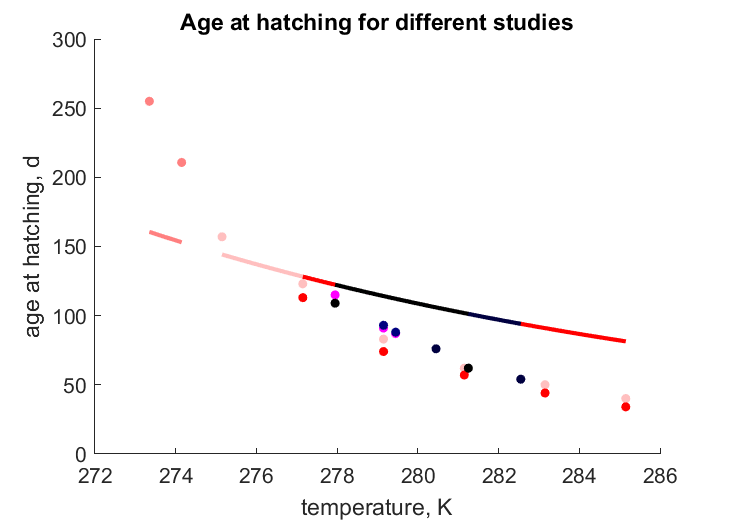 Age at hatching for different studies
300
250
200
150
100
50
0
age at hatching, d
272 274 276 278 280 282 284 286
temperature, K